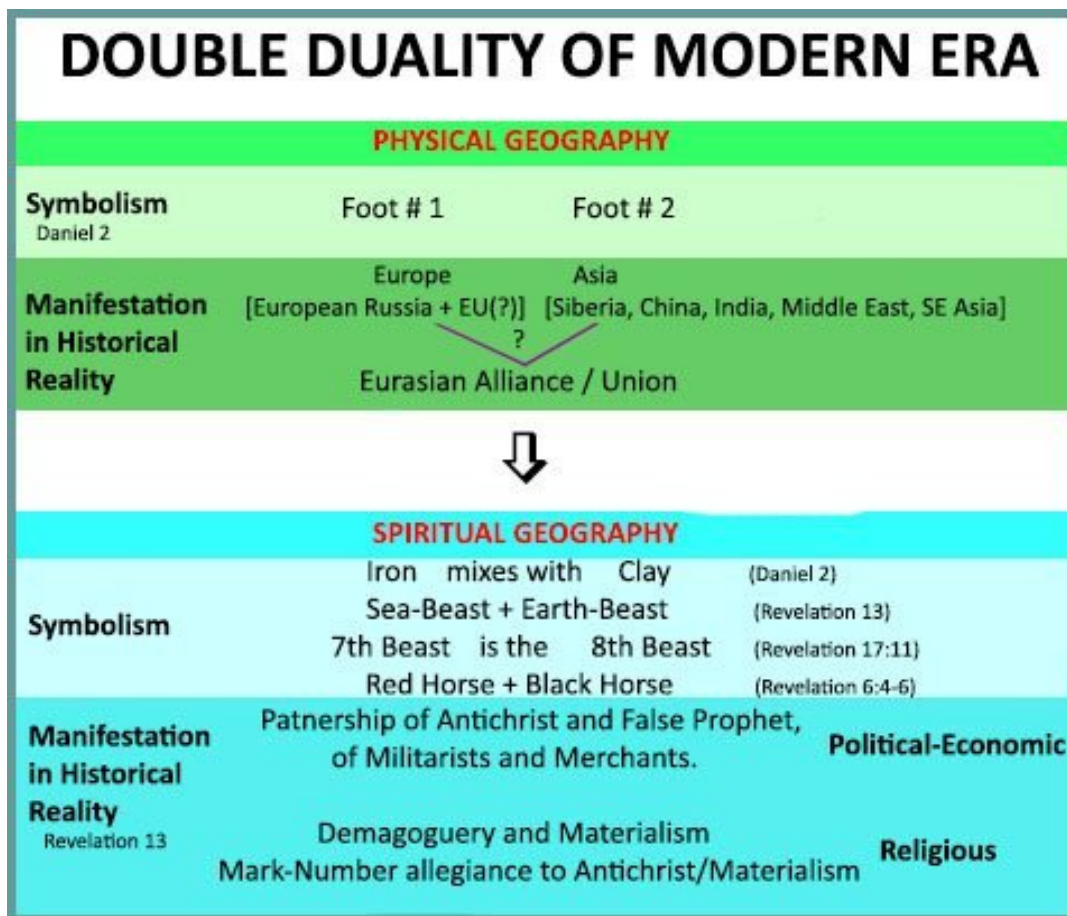 DOUBLE DUALITY OF MODERN ERA
PHYSICAL GEOGRAPHY
Symbolism
Daniel 2
Foot # 1 Foot # 2
Manifestation
in Historical
Reality
Europe Asia
[European Russia + EU(?)] [Siberia, China, India, Middle East, SE Asia]
?
Eurasian Alliance / Union
SPIRITUAL GEOGRAPHY
Symbolism
Iron mixes with Clay (Daniel 2)
Sea-Beast + Earth-Beast (Revelation 13)
7th Beast is the 8th Beast (Revelation 17:11)
Red Horse + Black Horse (Revelation 6:4-6)
Manifestation
in Historical
Reality
Revelation 13
Patnership of Antichrist and False Prophet,
of Militarists and Merchants.
Political-Economic
Demagoguery and Materialism
Mark-Number allegiance to Antichrist/Materialism
Religious